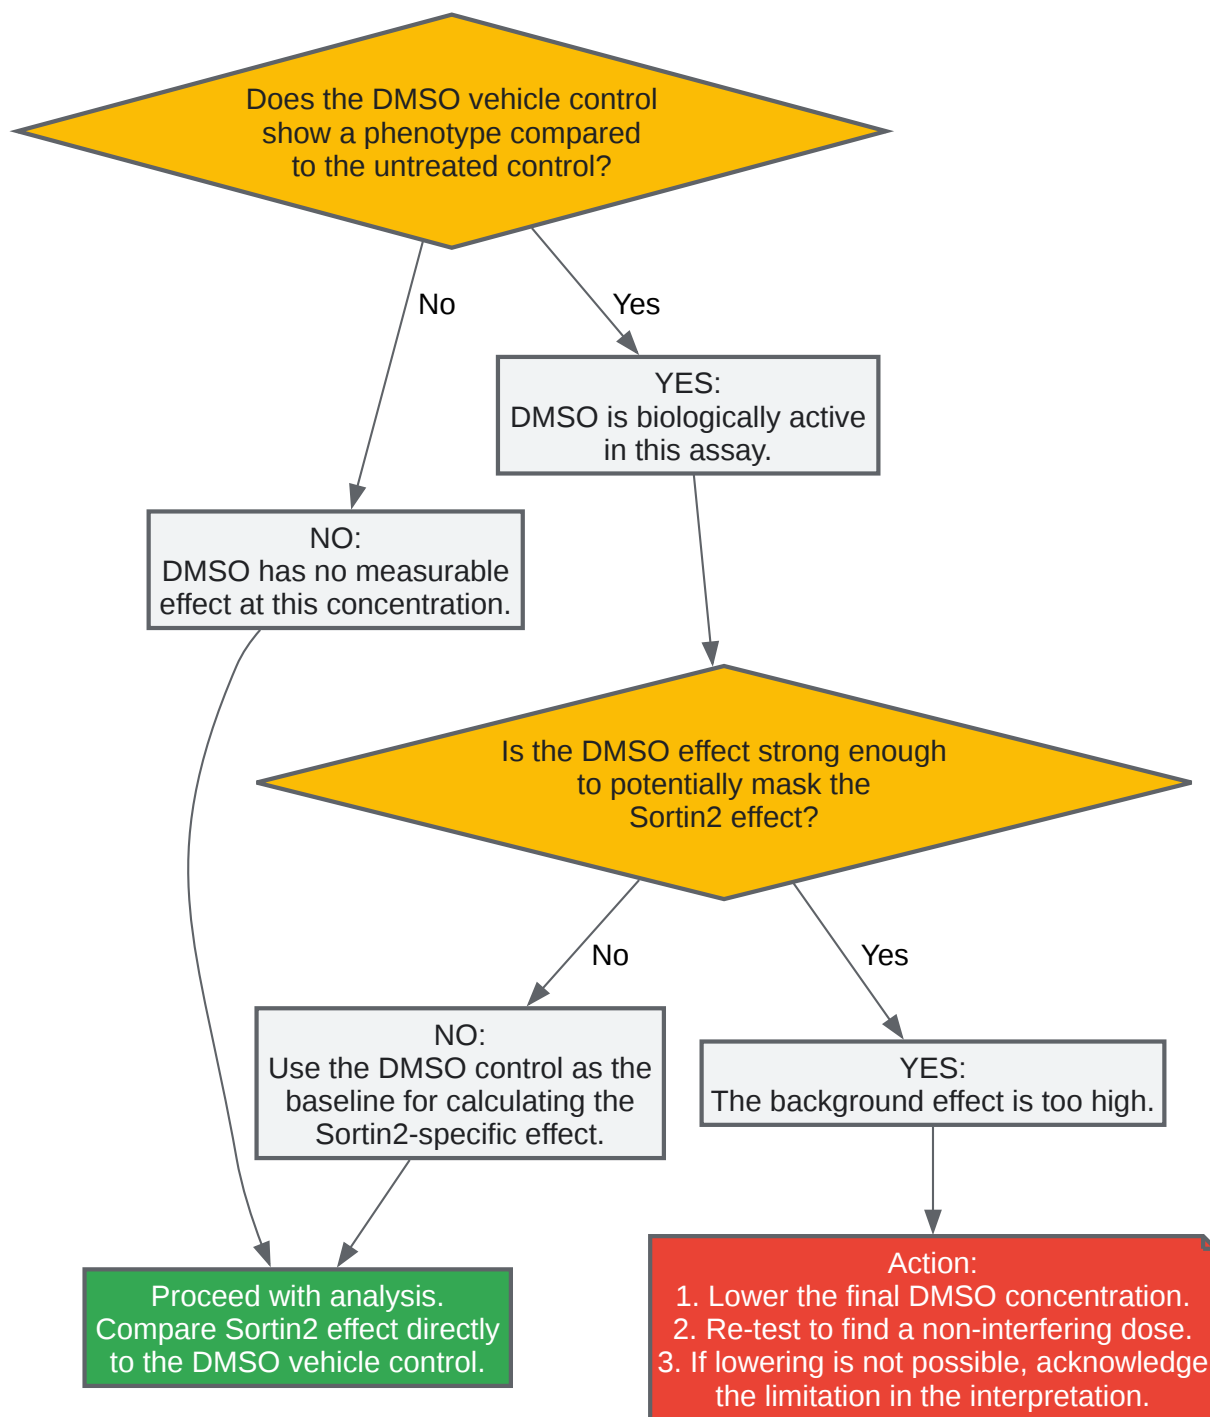 Does the DMSO vehicle control
show a phenotype compared
to the untreated control?
No
Yes
YES:
DMSO is biologically active
in this assay.
NO:
DMSO has no measurable
effect at this concentration.
Is the DMSO effect strong enough
to potentially mask the
Sortin2 effect?
No
Yes
NO:
Use the DMSO control as the
baseline for calculating the
Sortin2-specific effect.
YES:
The background effect is too high.
Proceed with analysis.
Compare Sortin2 effect directly
to the DMSO vehicle control.
Action:
1. Lower the final DMSO concentration.
2. Re-test to find a non-interfering dose.
3. If lowering is not possible, acknowledge
the limitation in the interpretation.